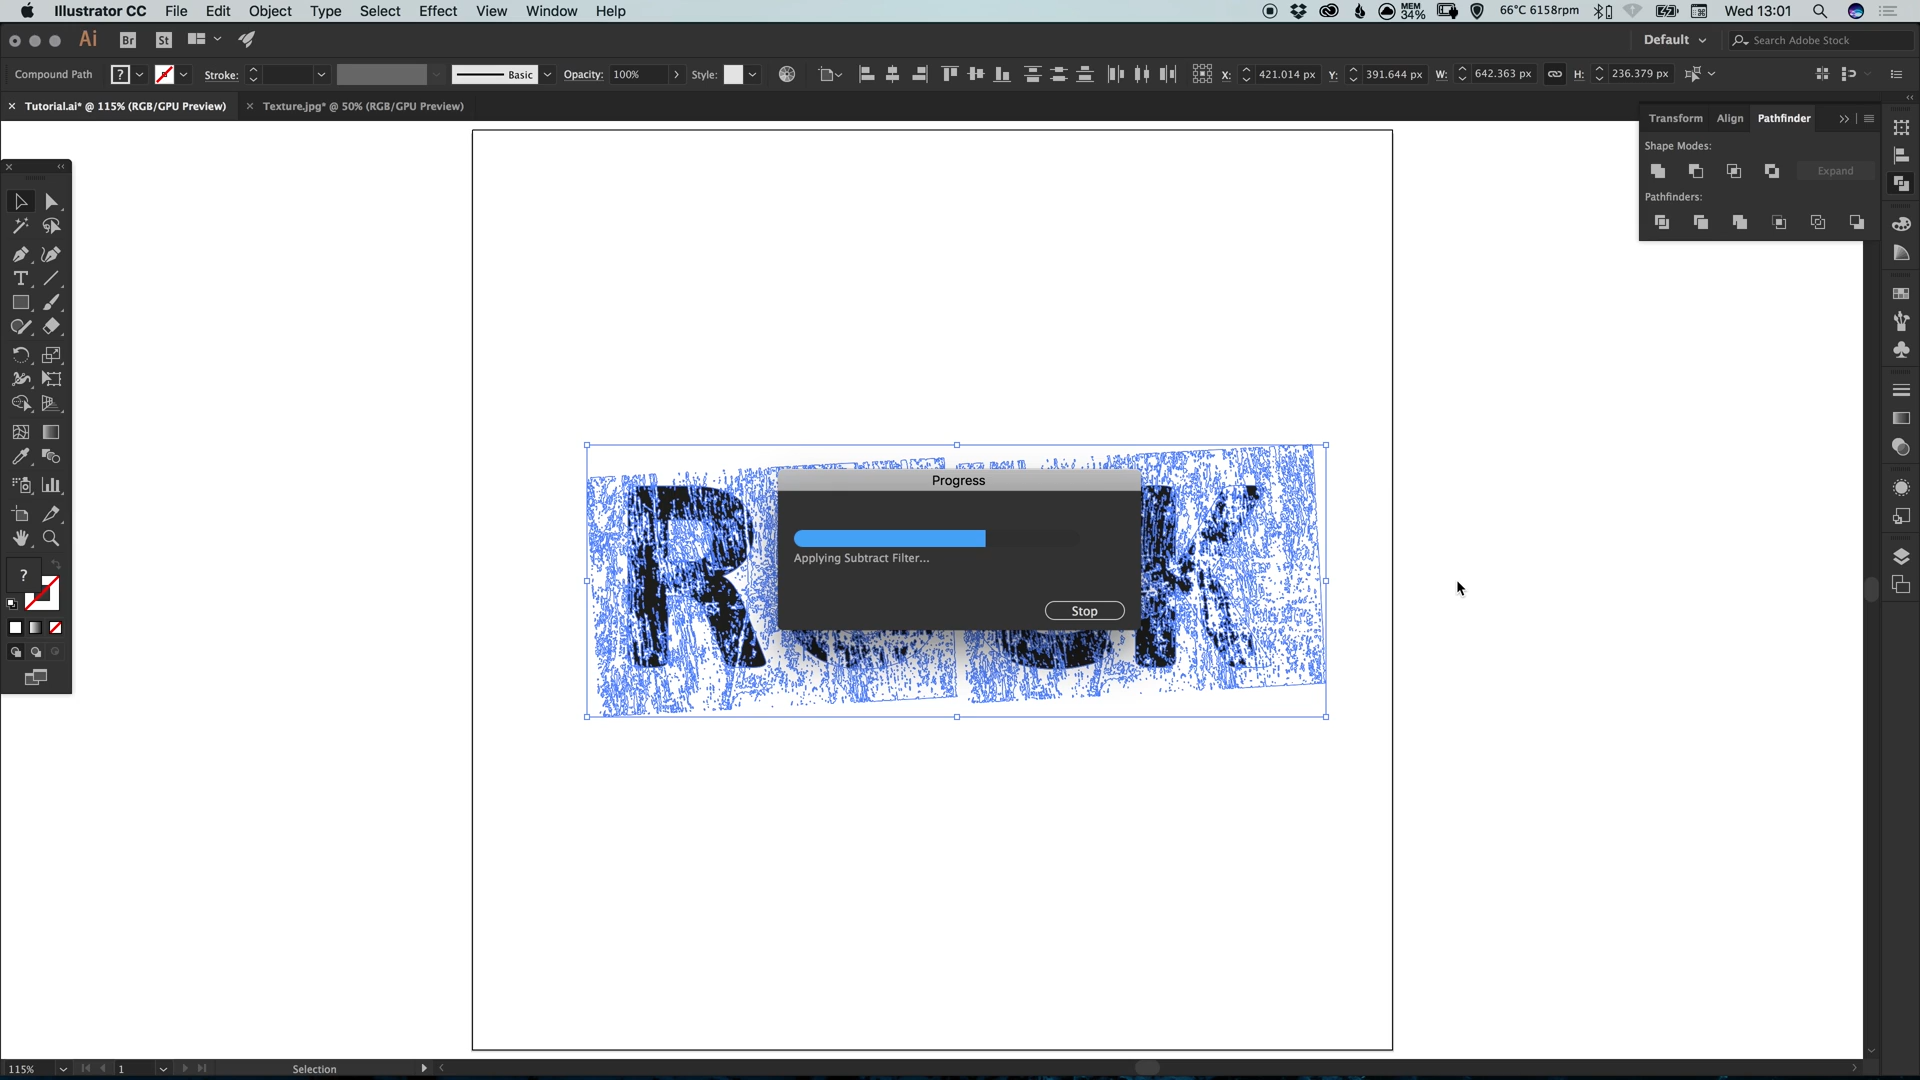 Illustrator CC File Edit Object Type Select Effect View Window Help MEM 34% 66°C 6158rpm Wed 13:01
Ai Br St Default Search Adobe Stock
Compound Path ? Stroke: Basic Opacity: 100% Style: X: 421.014 px Y: 391.644 px W: 642.363 px H: 236.379 px
Tutorial.ai* @ 115% (RGB/GPU Preview) Texture.jpg* @ 50% (RGB/GPU Preview)
Transform Align Pathfinder
Shape Modes:
Expand
Pathfinders:
Progress
Applying Subtract Filter...
Stop
R K
?
115% 1 Selection